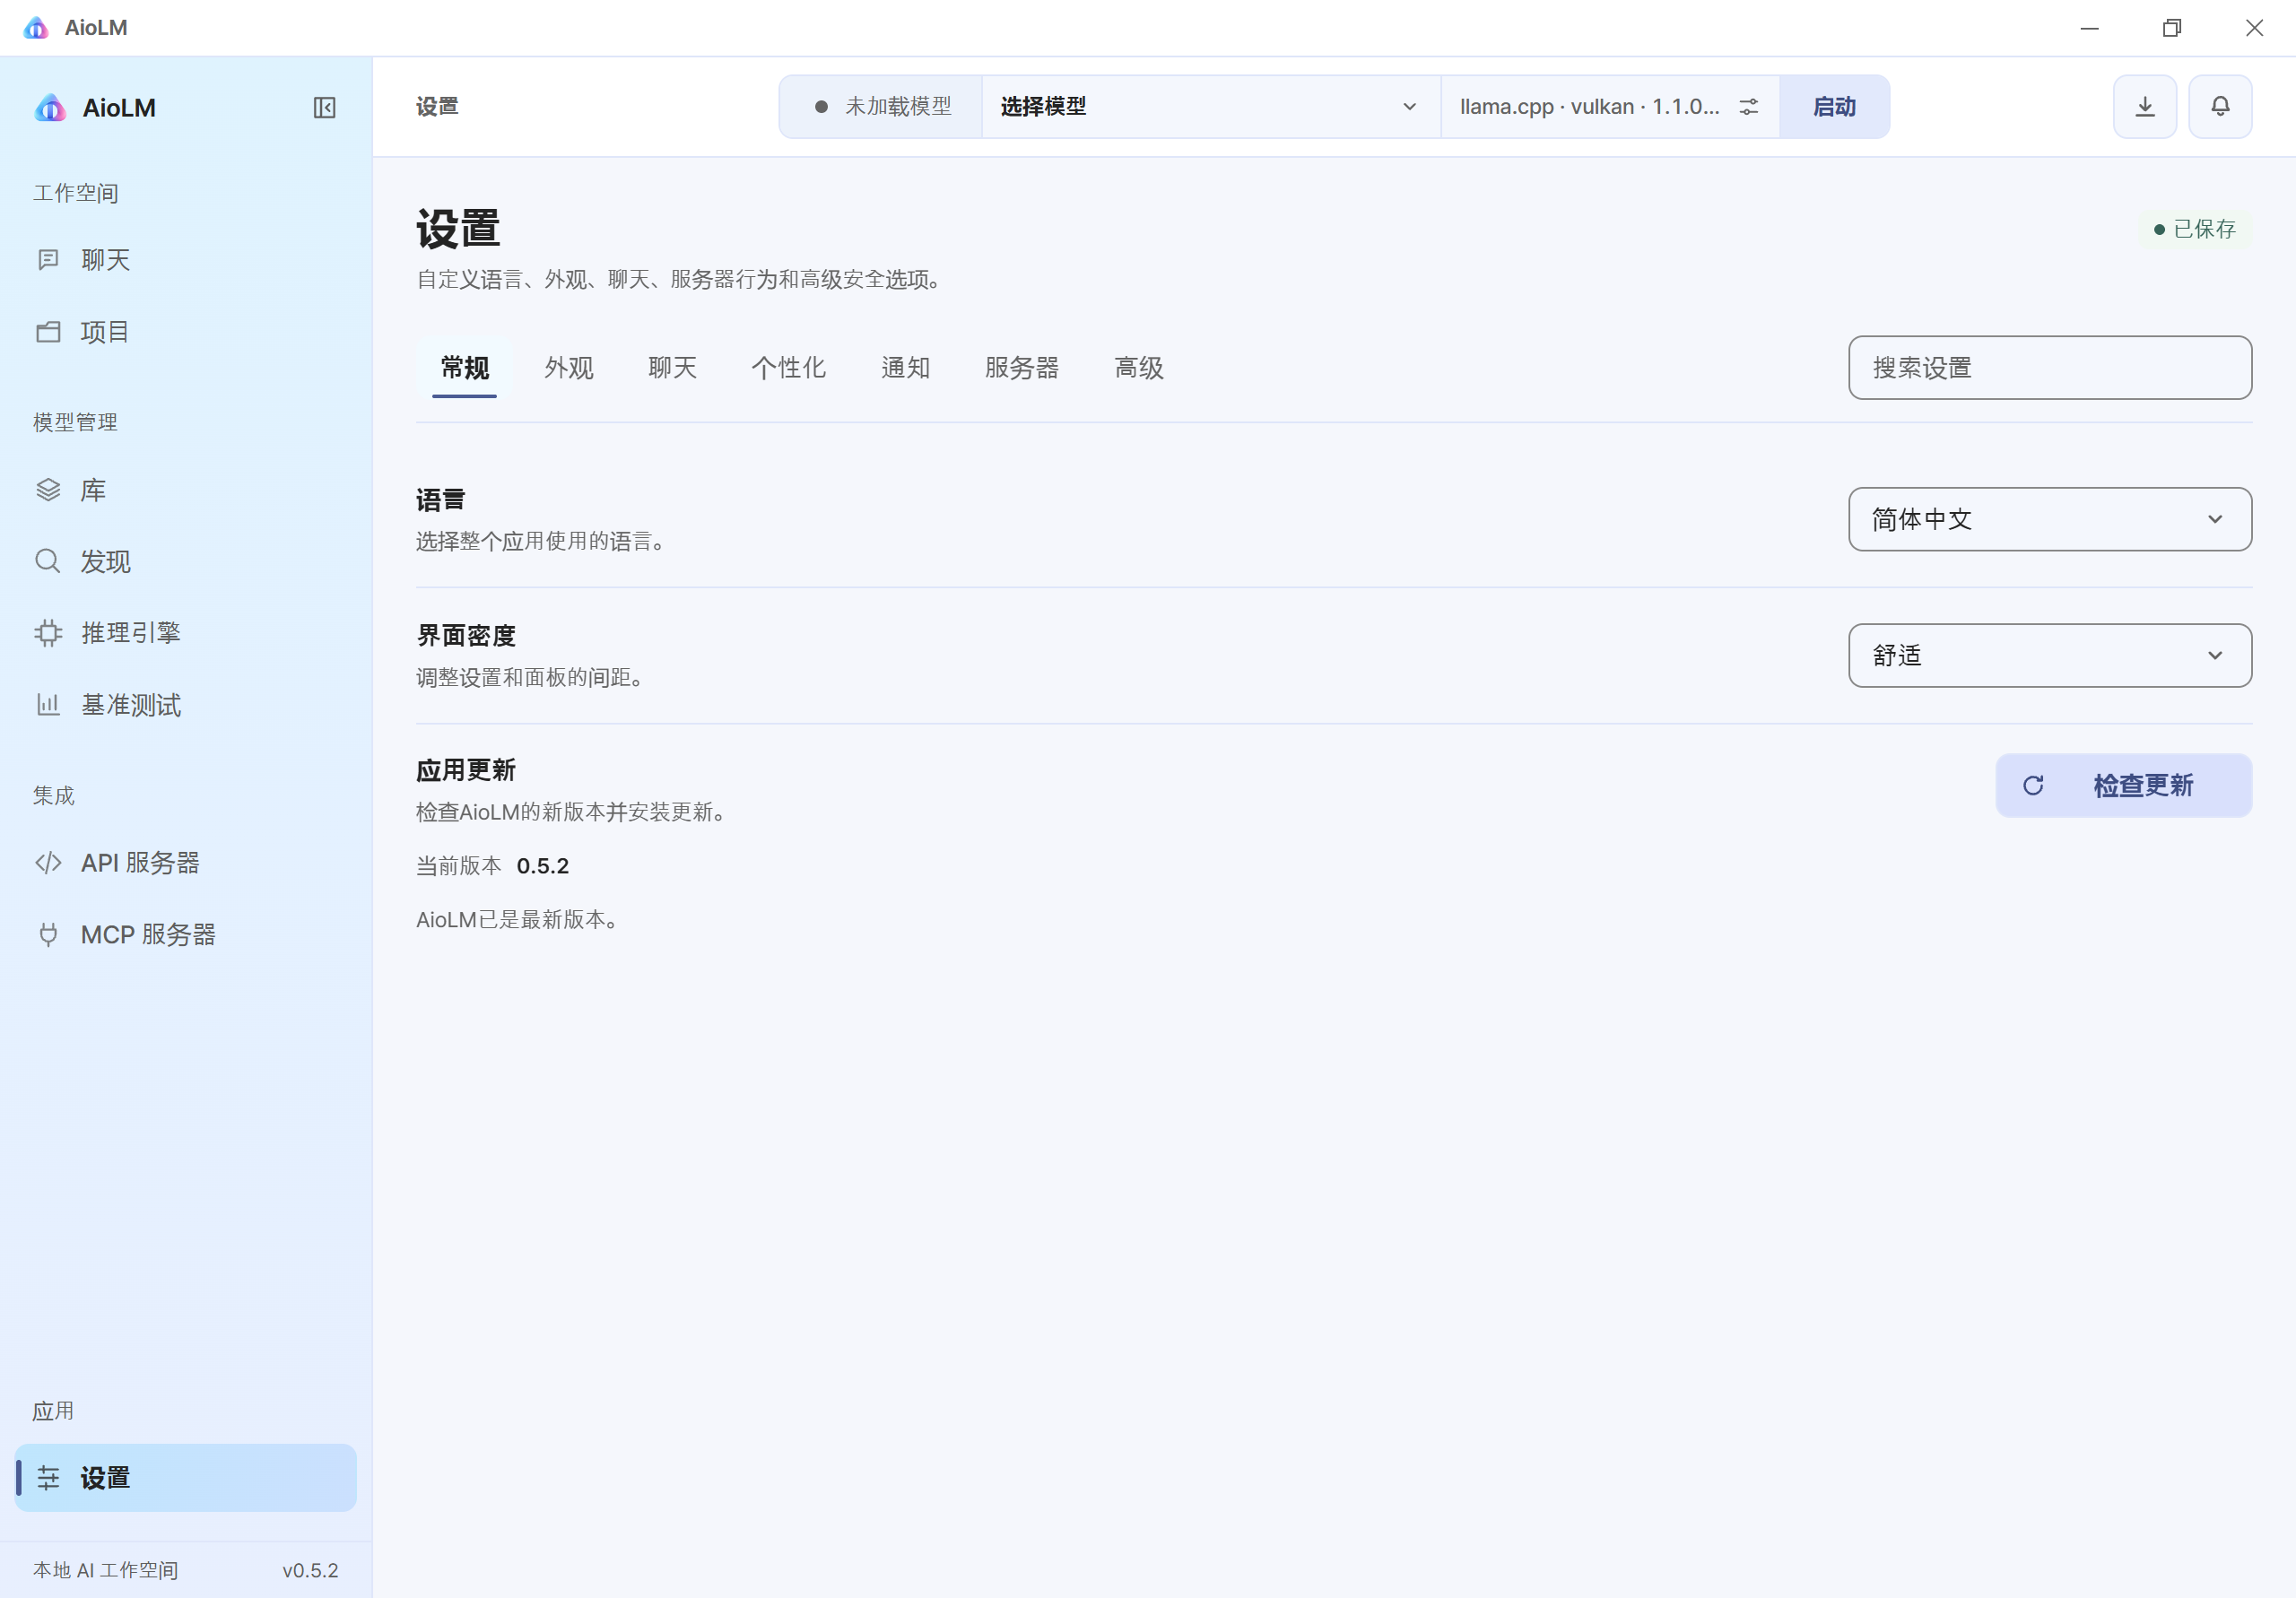 AioLM
AioLM
工作空间
聊天
项目
模型管理
库
发现
推理引擎
基准测试
集成
API 服务器
MCP 服务器
应用
设置
本地 AI 工作空间 v0.5.2
设置
未加载模型
选择模型
llama.cpp · vulkan · 1.1.0...
启动
设置
已保存
自定义语言、外观、聊天、服务器行为和高级安全选项。
常规 外观 聊天 个性化 通知 服务器 高级
搜索设置
语言
选择整个应用使用的语言。
简体中文
界面密度
调整设置和面板的间距。
舒适
应用更新
检查AioLM的新版本并安装更新。
检查更新
当前版本 0.5.2
AioLM已是最新版本。